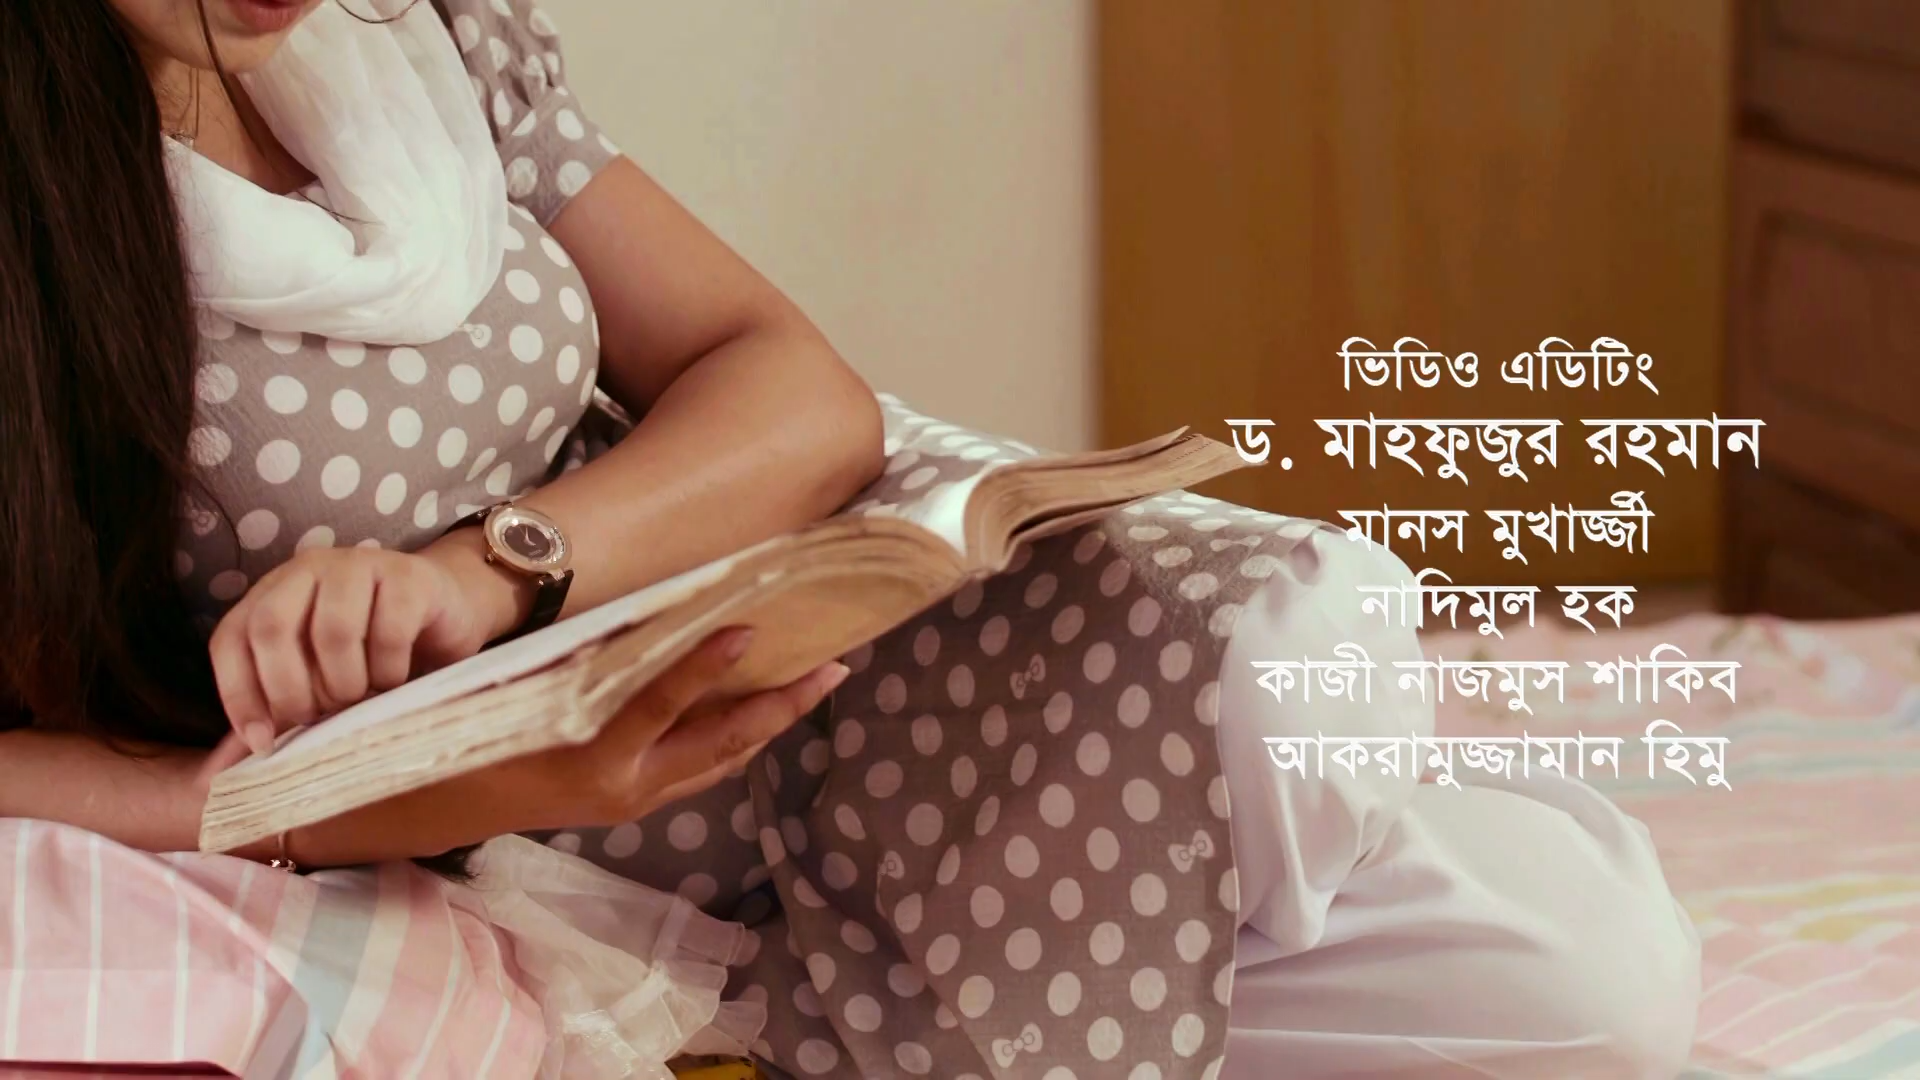 ভিডিও এডিটিং
ড. মাহফুজুর রহমান
মানস মুখার্জ্জী
নাদিমুল হক
কাজী নাজমুস শাকিব
আকরামুজ্জামান হিমু